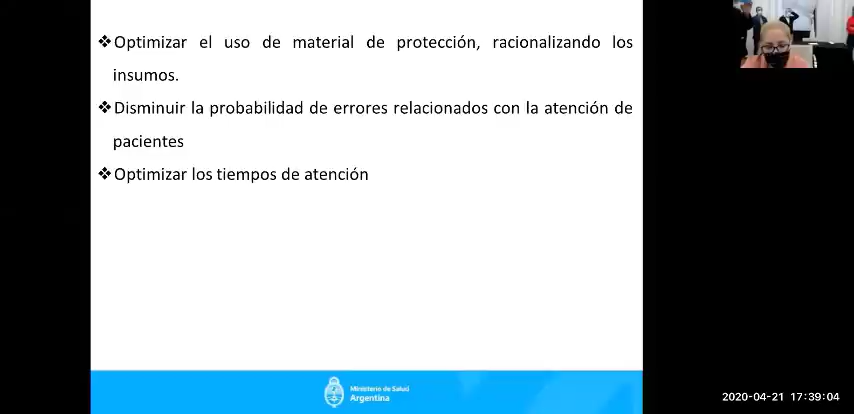 ❖Optimizar el uso de material de protección, racionalizando los
insumos.
❖Disminuir la probabilidad de errores relacionados con la atención de
pacientes
❖Optimizar los tiempos de atención
Ministerio de Salud
Argentina
2020-04-21 17:39:04